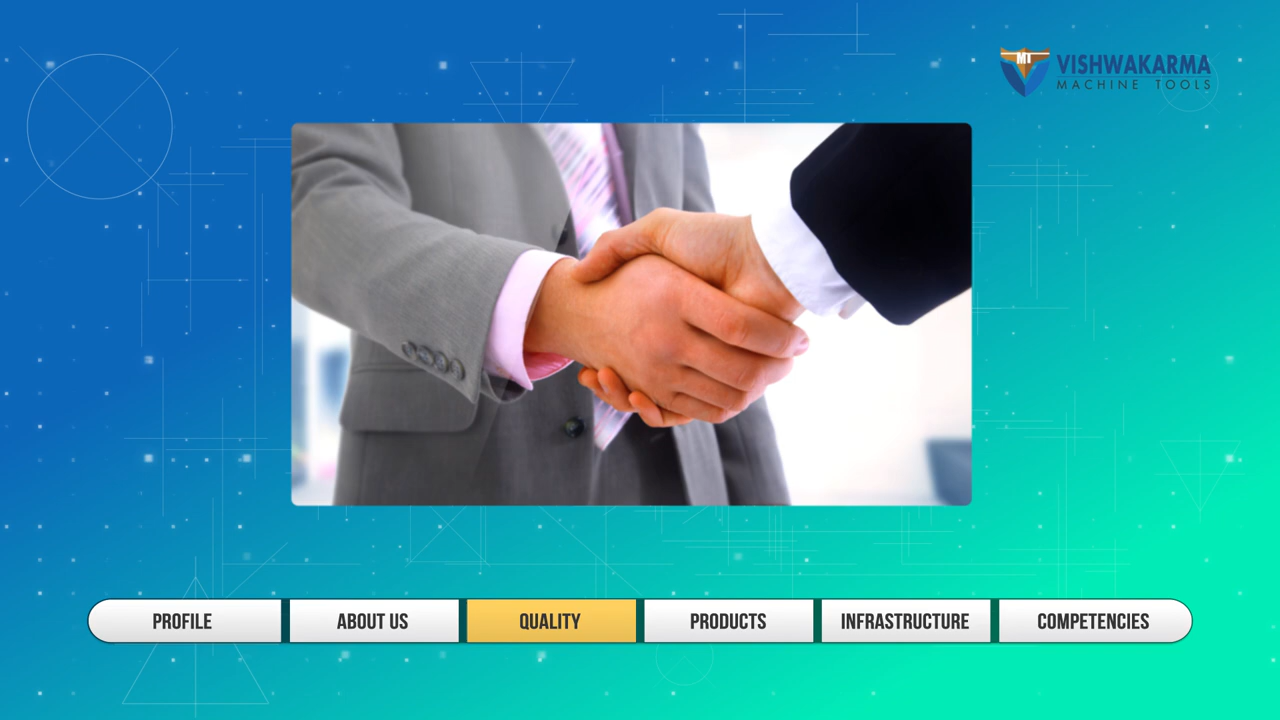 MT
VISHWAKARMA
MACHINE TOOLS
PROFILE
ABOUT US
QUALITY
PRODUCTS
INFRASTRUCTURE
COMPETENCIES